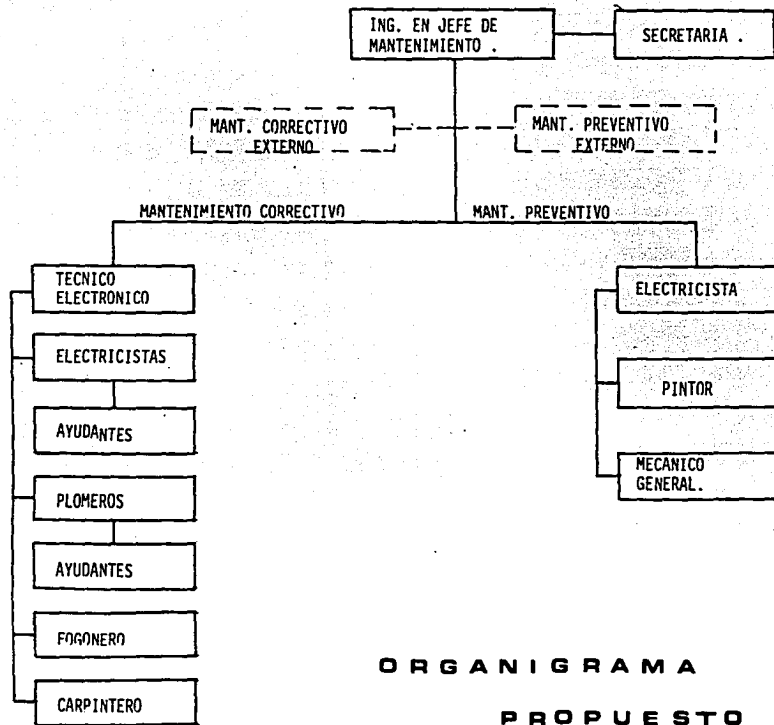 ING. EN JEFE DE
MANTENIMIENTO .
SECRETARIA .
MANT. CORRECTIVO
EXTERNO
MANT. PREVENTIVO
EXTERNO
MANTENIMIENTO CORRECTIVO
MANT. PREVENTIVO
TECNICO
ELECTRONICO
ELECTRICISTAS
AYUDANTES
PLOMEROS
AYUDANTES
FOGONERO
CARPINTERO
ELECTRICISTA
PINTOR
MECANICO
GENERAL.
ORGANIGRAMA
PROPUESTO